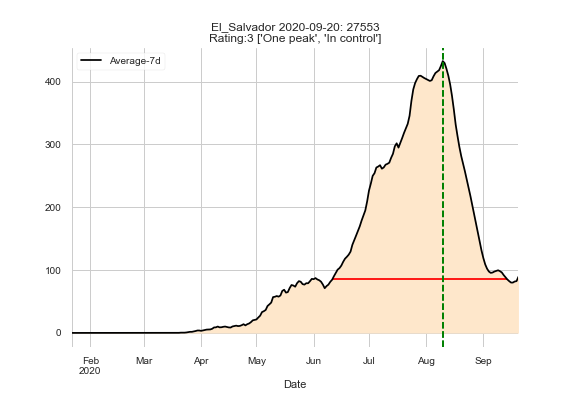 El_Salvador 2020-09-20: 27553
Rating:3 ['One peak', 'In control']
Average-7d
400
300
200
100
0
Feb Mar Apr May Jun Jul Aug Sep
2020
Date